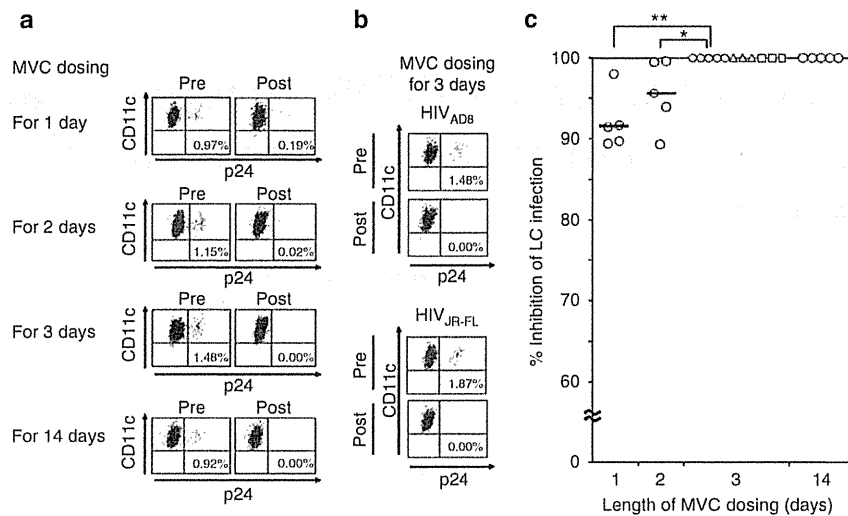 a
MVC dosing
Pre Post
For 1 day
CD11c
0.97% 0.19%
p24
Pre Post
For 2 days
CD11c
1.15% 0.02%
p24
Pre Post
For 3 days
CD11c
1.48% 0.00%
p24
Pre Post
For 14 days
CD11c
0.92% 0.00%
p24
b
MVC dosing
for 3 days
HIVAD8
Pre
1.48%
CD11c
Post
0.00%
p24
HIVJR-FL
Pre
1.87%
CD11c
Post
0.00%
p24
c
**
*
% Inhibition of LC infection
100
90
80
70
60
0
1 2 3 14
Length of MVC dosing (days)